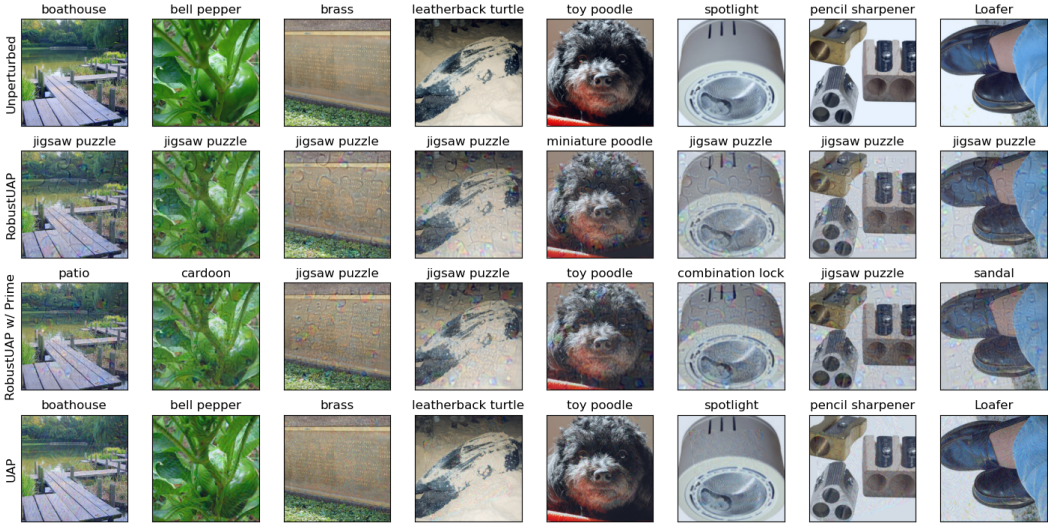 boathouse bell pepper brass leatherback turtle toy poodle spotlight pencil sharpener Loafer
Unperturbed
jigsaw puzzle jigsaw puzzle jigsaw puzzle jigsaw puzzle miniature poodle jigsaw puzzle jigsaw puzzle jigsaw puzzle
RobustUAP
patio cardoon jigsaw puzzle jigsaw puzzle toy poodle combination lock jigsaw puzzle sandal
RobustUAP w/ Prime
boathouse bell pepper brass leatherback turtle toy poodle spotlight pencil sharpener Loafer
UAP